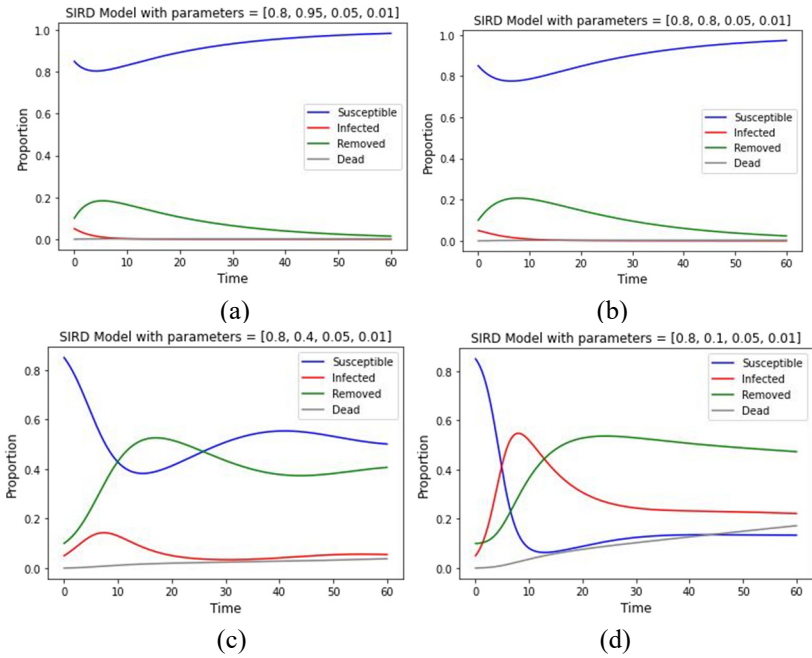 SIRD Model with parameters = [0.8, 0.95, 0.05, 0.01]
1.0
0.8
0.6
0.4
0.2
0.0
Proportion
Susceptible
Infected
Removed
Dead
0 10 20 30 40 50 60
Time
(a)
SIRD Model with parameters = [0.8, 0.8, 0.05, 0.01]
1.0
0.8
0.6
0.4
0.2
0.0
Proportion
Susceptible
Infected
Removed
Dead
0 10 20 30 40 50 60
Time
(b)
SIRD Model with parameters = [0.8, 0.4, 0.05, 0.01]
0.8
0.6
0.4
0.2
0.0
Proportion
Susceptible
Infected
Removed
Dead
0 10 20 30 40 50 60
Time
(c)
SIRD Model with parameters = [0.8, 0.1, 0.05, 0.01]
0.8
0.6
0.4
0.2
0.0
Proportion
Susceptible
Infected
Removed
Dead
0 10 20 30 40 50 60
Time
(d)